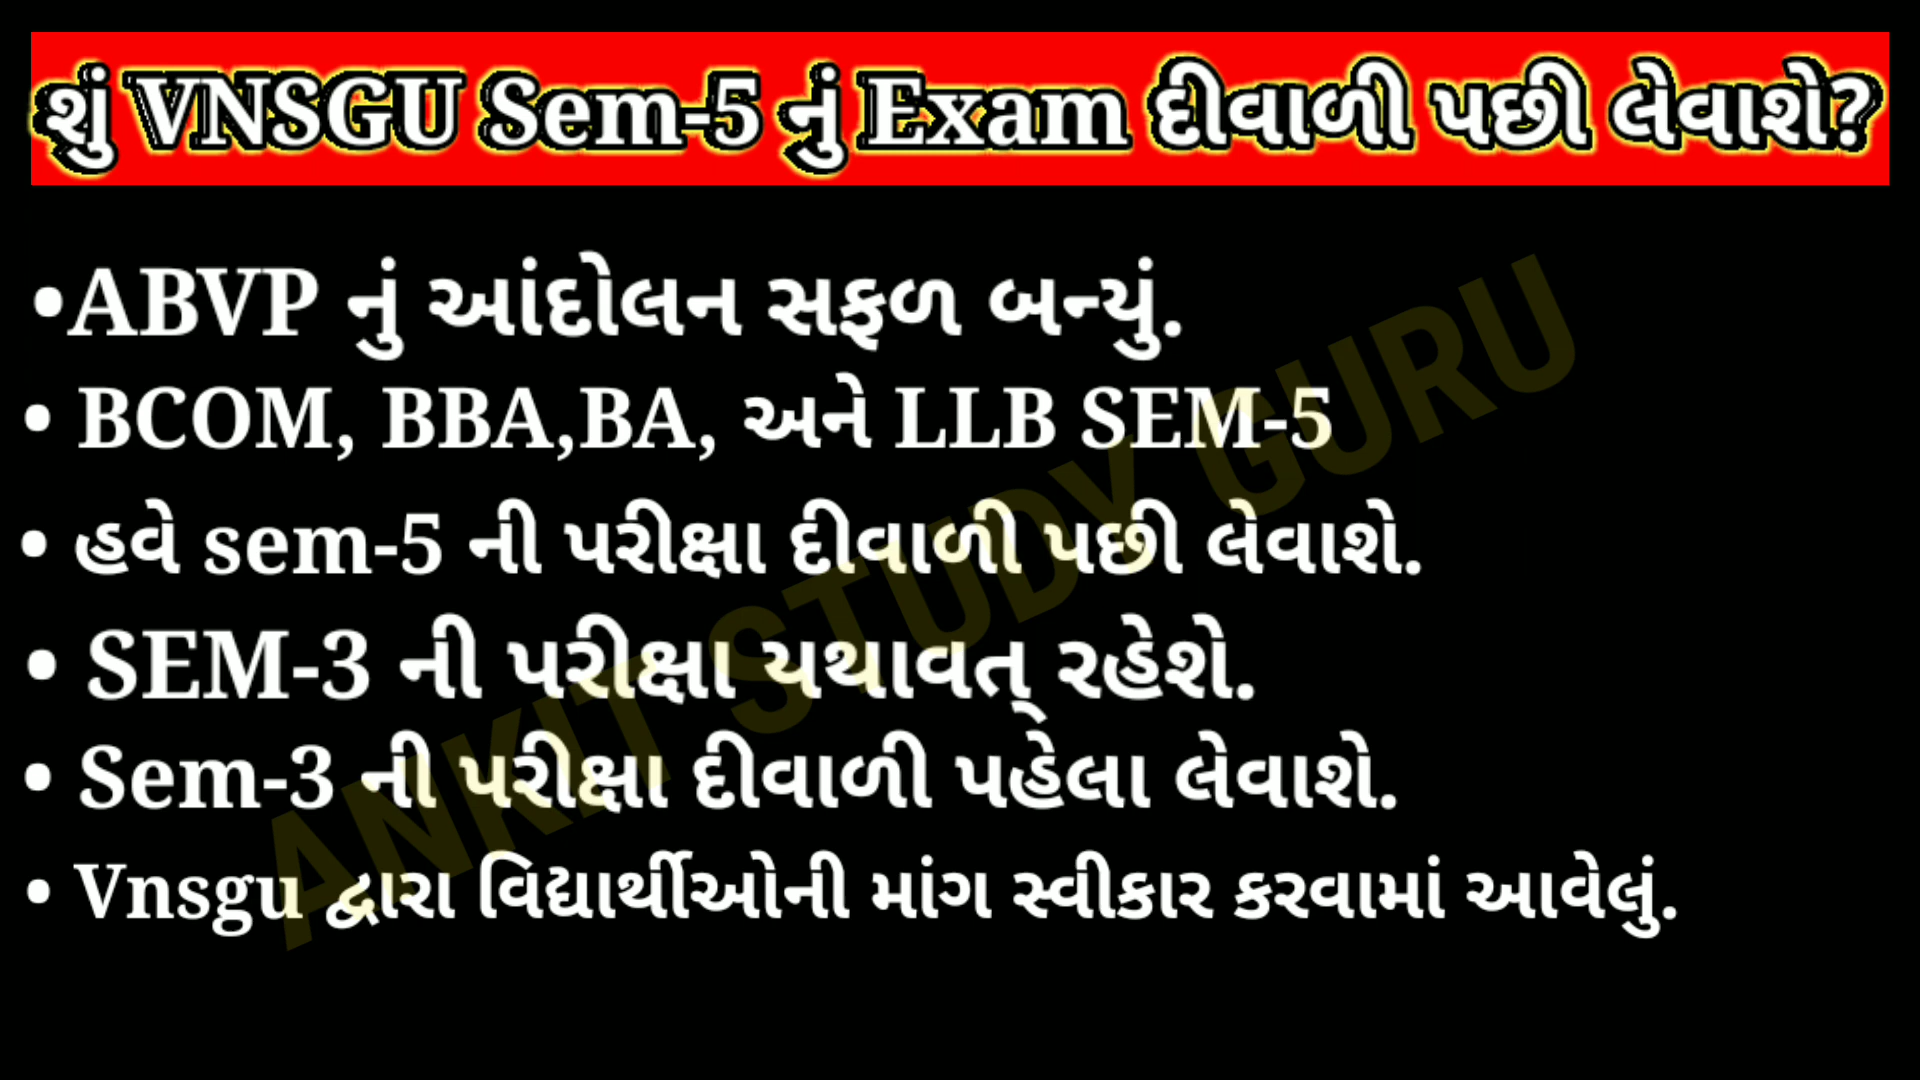 શું VNSGU Sem-5 નું Exam દીવાળી પછી લેવાશે?
•ABVP નું આંદોલન સફળ બન્યું.
• BCOM, BBA,BA, અને LLB SEM-5
• હવે sem-5 ની પરીક્ષા દીવાળી પછી લેવાશે.
• SEM-3 ની પરીક્ષા યથાવત્ રહેશે.
• Sem-3 ની પરીક્ષા દીવાળી પહેલા લેવાશે.
• Vnsgu દ્વારા વિદ્યાર્થીઓની માંગ સ્વીકાર કરવામાં આવેલું.
ANKIT STUDY GURU